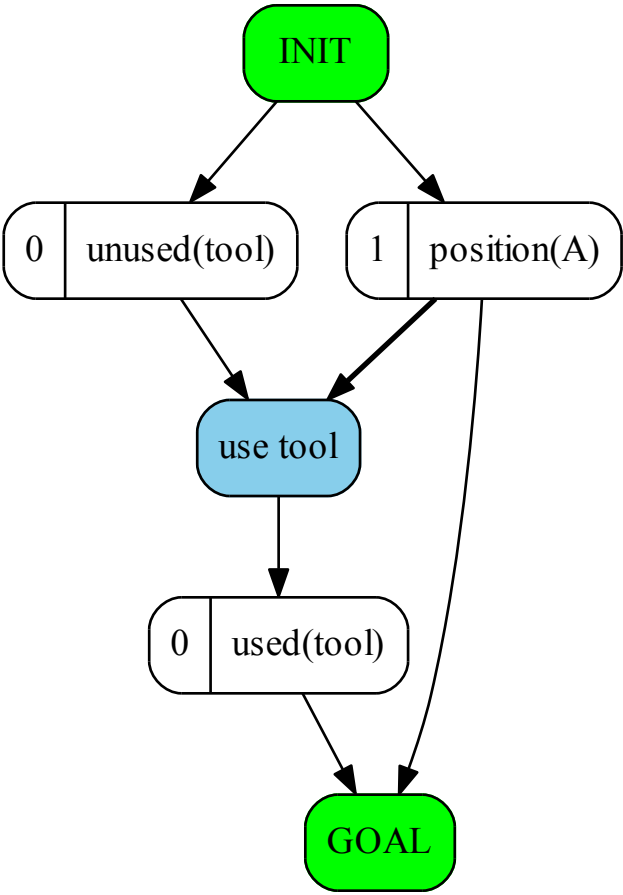 INIT
0 unused(tool)
1 position(A)
use tool
0 used(tool)
GOAL